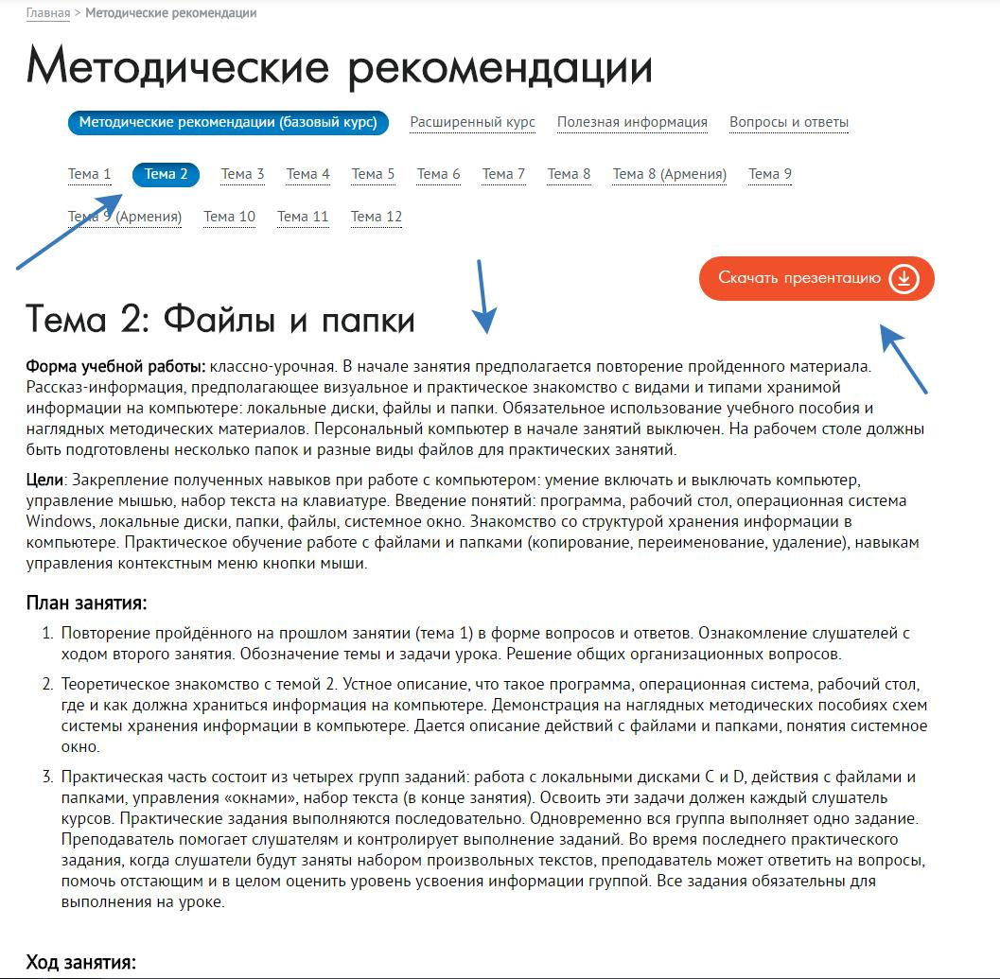 Главная > Методические рекомендации
Методические рекомендации
Методические рекомендации (базовый курс) Расширенный курс Полезная информация Вопросы и ответы
Тема 1 Тема 2 Тема 3 Тема 4 Тема 5 Тема 6 Тема 7 Тема 8 Тема 8 (Армения) Тема 9
Тема 9 (Армения) Тема 10 Тема 11 Тема 12
Скачать презентацию
Тема 2: Файлы и папки
Форма учебной работы: классно-урочная. В начале занятия предполагается повторение пройденного материала.
Рассказ-информация, предполагающее визуальное и практическое знакомство с видами и типами хранимой
информации на компьютере: локальные диски, файлы и папки. Обязательное использование учебного пособия и
наглядных методических материалов. Персональный компьютер в начале занятий выключен. На рабочем столе должны
быть подготовлены несколько папок и разные виды файлов для практических занятий.
Цели: Закрепление полученных навыков при работе с компьютером: умение включать и выключать компьютер,
управление мышью, набор текста на клавиатуре. Введение понятий: программа, рабочий стол, операционная система
Windows, локальные диски, папки, файлы, системное окно. Знакомство со структурой хранения информации в
компьютере. Практическое обучение работе с файлами и папками (копирование, переименование, удаление), навыкам
управления контекстным меню кнопки мыши.
План занятия:
1. Повторение пройдённого на прошлом занятии (тема 1) в форме вопросов и ответов. Ознакомление слушателей с
ходом второго занятия. Обозначение темы и задачи урока. Решение общих организационных вопросов.
2. Теоретическое знакомство с темой 2. Устное описание, что такое программа, операционная система, рабочий стол,
где и как должна храниться информация на компьютере. Демонстрация на наглядных методических пособиях схем
системы хранения информации в компьютере. Дается описание действий с файлами и папками, понятия системное
окно.
3. Практическая часть состоит из четырех групп заданий: работа с локальными дисками C и D, действия с файлами и
папками, управления «окнами», набор текста (в конце занятия). Освоить эти задачи должен каждый слушатель
курсов. Практические задания выполняются последовательно. Одновременно вся группа выполняет одно задание.
Преподаватель помогает слушателям и контролирует выполнение заданий. Во время последнего практического
задания, когда слушатели будут заняты набором произвольных текстов, преподаватель может ответить на вопросы,
помочь отстающим и в целом оценить уровень усвоения информации группой. Все задания обязательны для
выполнения на уроке.
Ход занятия: